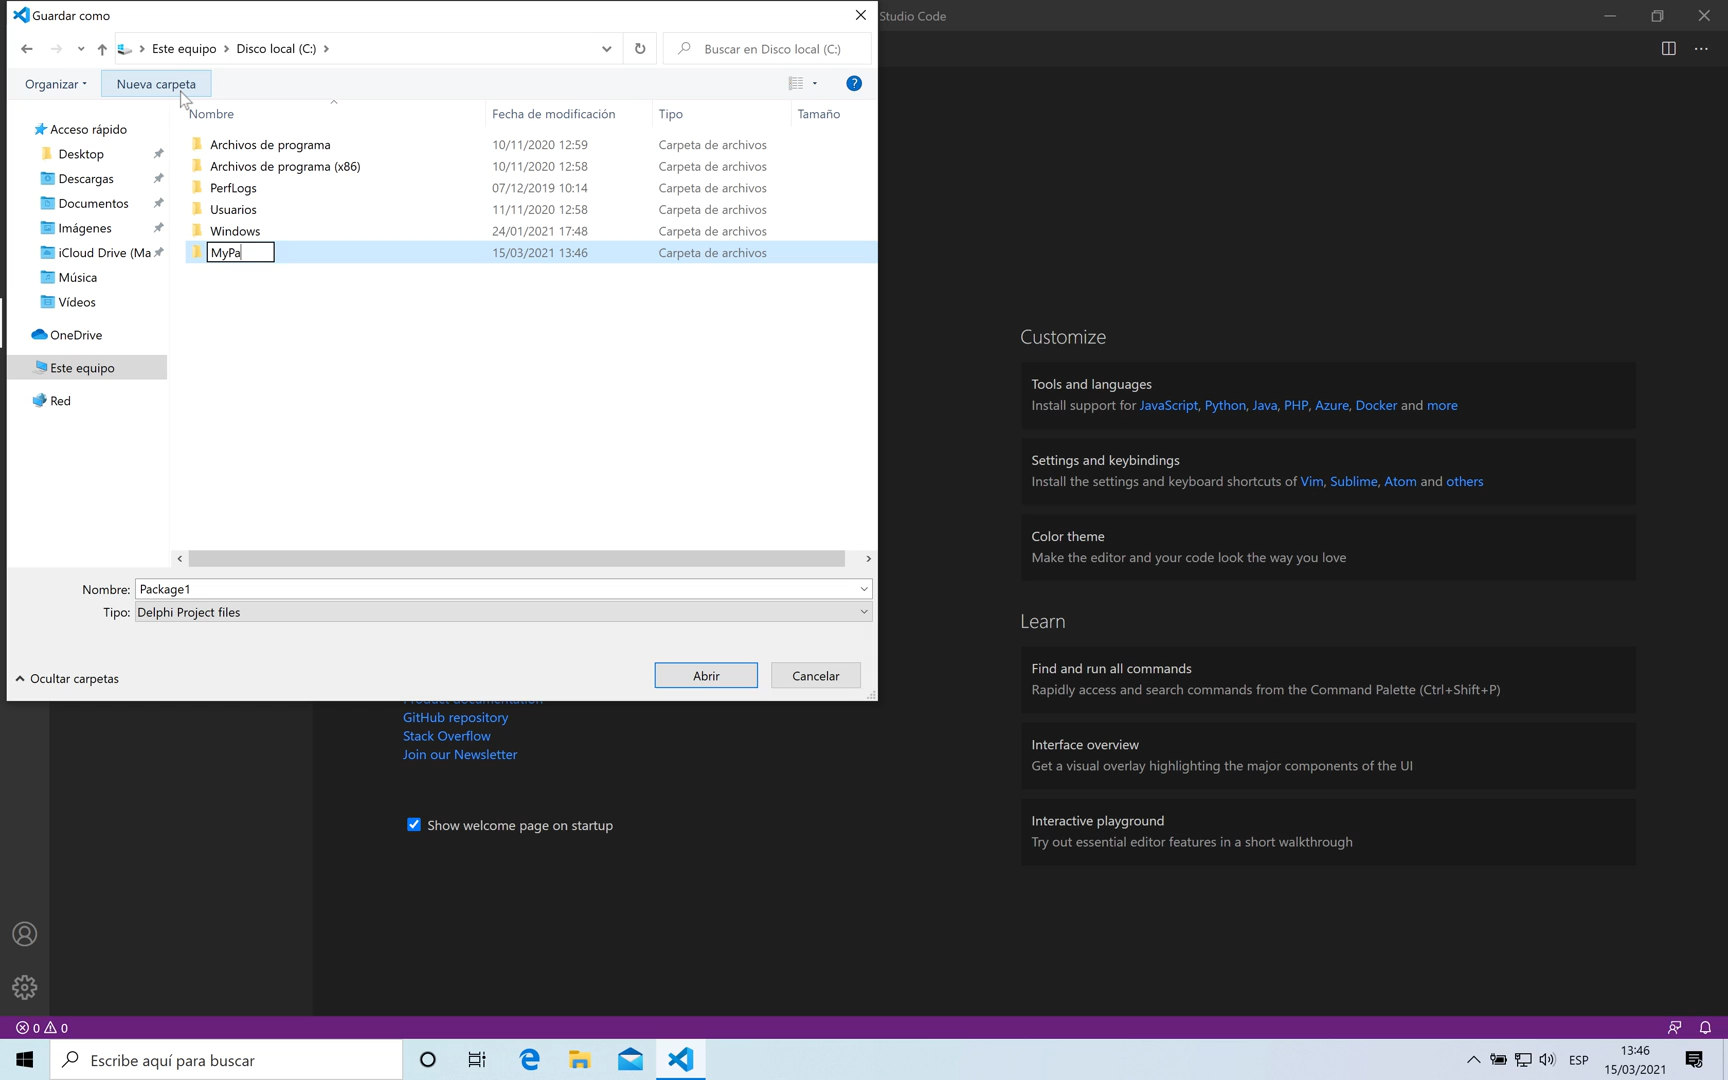 Guardar como
Studio Code
Este equipo > Disco local (C:) >
Buscar en Disco local (C:)
Organizar
Nueva carpeta
Nombre
Fecha de modificación
Tipo
Tamaño
Acceso rápido
Desktop
Descargas
Documentos
Imágenes
iCloud Drive (Ma
Música
Vídeos
OneDrive
Este equipo
Red
Archivos de programa 10/11/2020 12:59 Carpeta de archivos
Archivos de programa (x86) 10/11/2020 12:58 Carpeta de archivos
PerfLogs 07/12/2019 10:14 Carpeta de archivos
Usuarios 11/11/2020 12:58 Carpeta de archivos
Windows 24/01/2021 17:48 Carpeta de archivos
MyPa 15/03/2021 13:46 Carpeta de archivos
Nombre: Package1
Tipo: Delphi Project files
Ocultar carpetas
Abrir
Cancelar
Product documentation
GitHub repository
Stack Overflow
Join our Newsletter
Show welcome page on startup
Customize
Tools and languages
Install support for JavaScript, Python, Java, PHP, Azure, Docker and more
Settings and keybindings
Install the settings and keyboard shortcuts of Vim, Sublime, Atom and others
Color theme
Make the editor and your code look the way you love
Learn
Find and run all commands
Rapidly access and search commands from the Command Palette (Ctrl+Shift+P)
Interface overview
Get a visual overlay highlighting the major components of the UI
Interactive playground
Try out essential editor features in a short walkthrough
0 0
Escribe aquí para buscar
ESP
13:46
15/03/2021